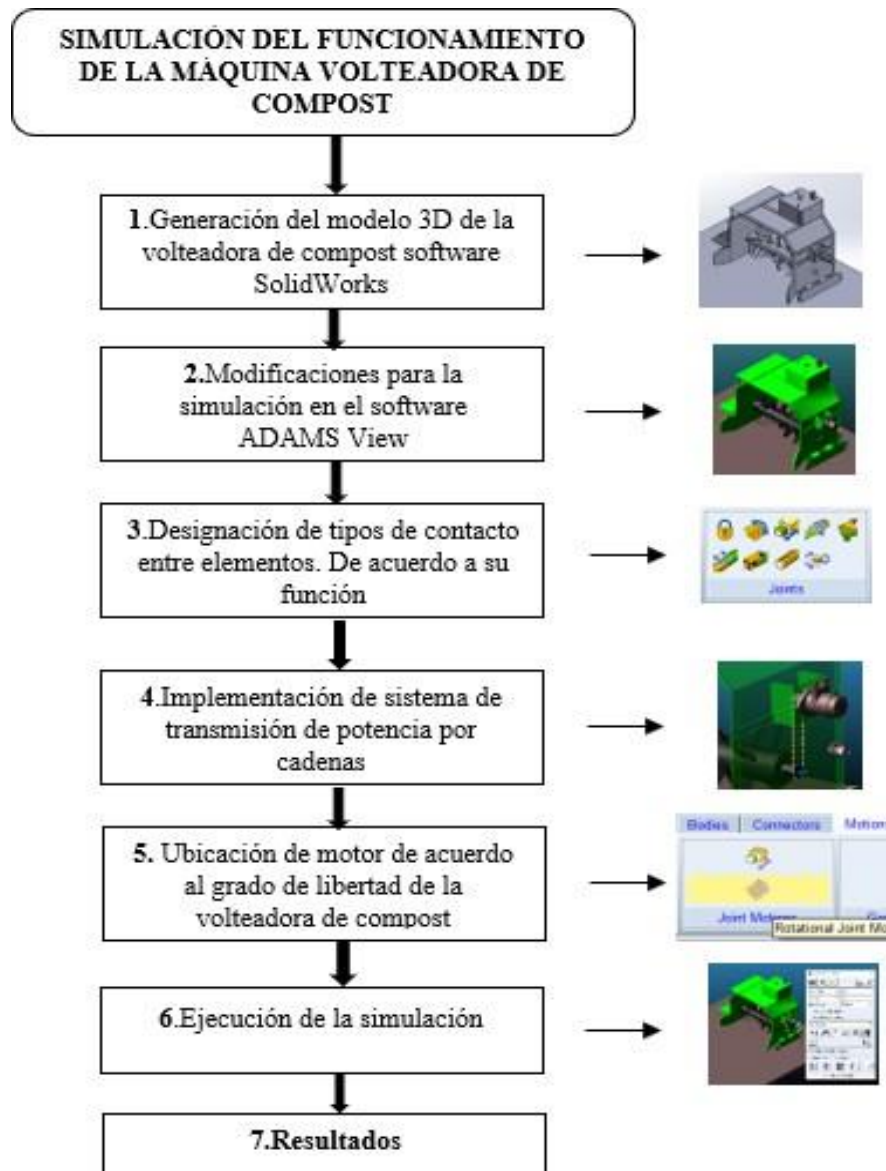 SIMULACIÓN DEL FUNCIONAMIENTO
DE LA MÁQUINA VOLTEADORA DE
COMPOST
1.Generación del modelo 3D de la
volteadora de compost software
SolidWorks
2.Modificaciones para la
simulación en el software
ADAMS View
3.Designación de tipos de contacto
entre elementos. De acuerdo a su
función
Joints
4.Implementación de sistema de
transmisión de potencia por
cadenas
5. Ubicación de motor de acuerdo
al grado de libertad de la
volteadora de compost
Bodies Connectors Motions
Joint Motions
Rotational Joint Mo
6.Ejecución de la simulación
7.Resultados